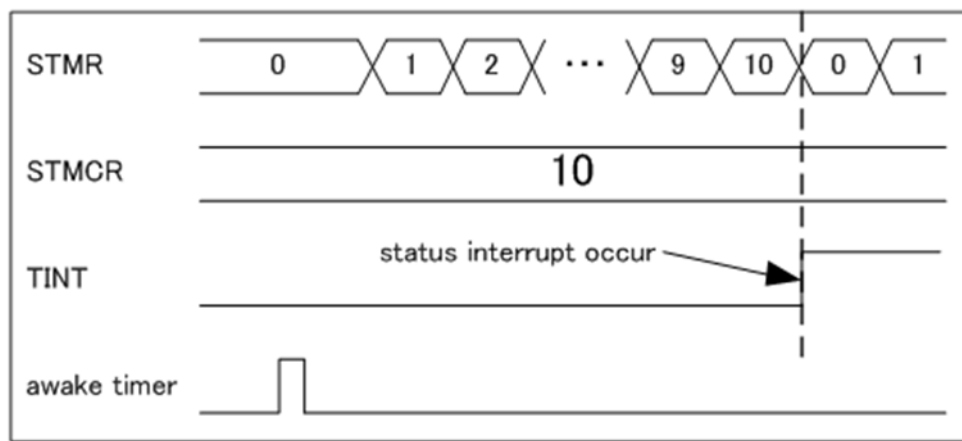 STMR 0 1 2 ... 9 10 0 1
STMCR 10
status interrupt occur
TINT
awake timer